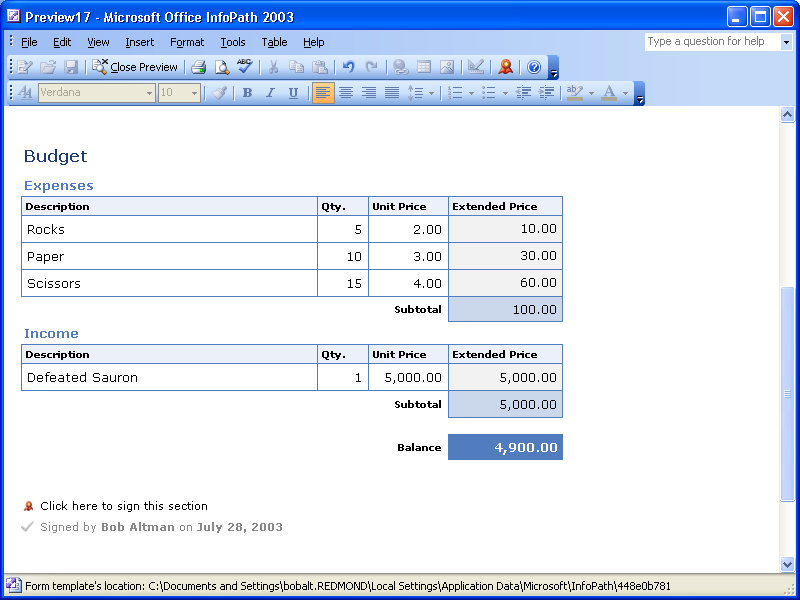 Preview17 - Microsoft Office InfoPath 2003
File Edit View Insert Format Tools Table Help Type a question for help
Close Preview ABC
Verdana 10 B I U ab A
Budget
Expenses
Description Qty. Unit Price Extended Price
Rocks 5 2.00 10.00
Paper 10 3.00 30.00
Scissors 15 4.00 60.00
Subtotal 100.00
Income
Description Qty. Unit Price Extended Price
Defeated Sauron 1 5,000.00 5,000.00
Subtotal 5,000.00
Balance 4,900.00
Click here to sign this section
Signed by Bob Altman on July 28, 2003
Form template's location: C:\Documents and Settings\bobalt.REDMOND\Local Settings\Application Data\Microsoft\InfoPath\448e0b781